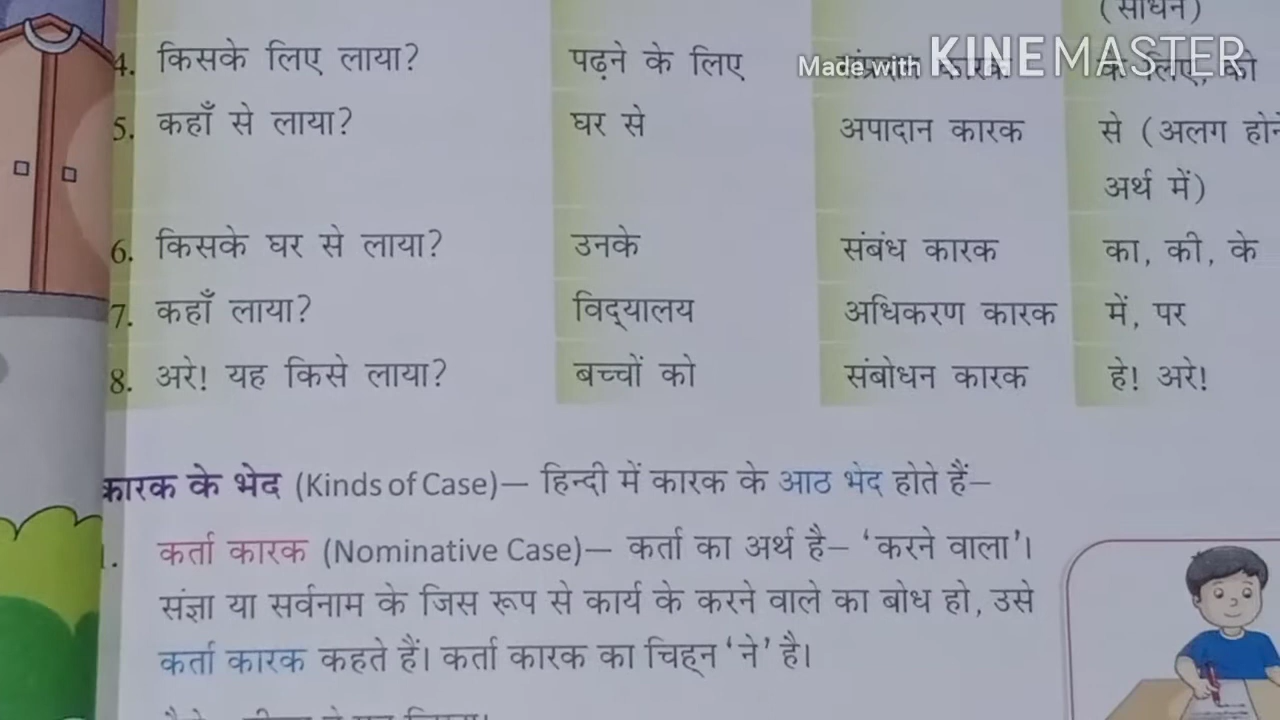 (साधन)
4. किसके लिए लाया? पढ़ने के लिए कारक के लिए, को
Made with KINEMASTER
5. कहाँ से लाया? घर से अपादान कारक से (अलग होने
अर्थ में)
6. किसके घर से लाया? उनके संबंध कारक का, की, के
7. कहाँ लाया? विद्यालय अधिकरण कारक में, पर
8. अरे! यह किसे लाया? बच्चों को संबोधन कारक हे! अरे!
कारक के भेद (Kinds of Case)— हिन्दी में कारक के आठ भेद होते हैं—
1. कर्ता कारक (Nominative Case)— कर्ता का अर्थ है— ‘करने वाला’।
संज्ञा या सर्वनाम के जिस रूप से कार्य के करने वाले का बोध हो, उसे
कर्ता कारक कहते हैं। कर्ता कारक का चिह्न ‘ने’ है।